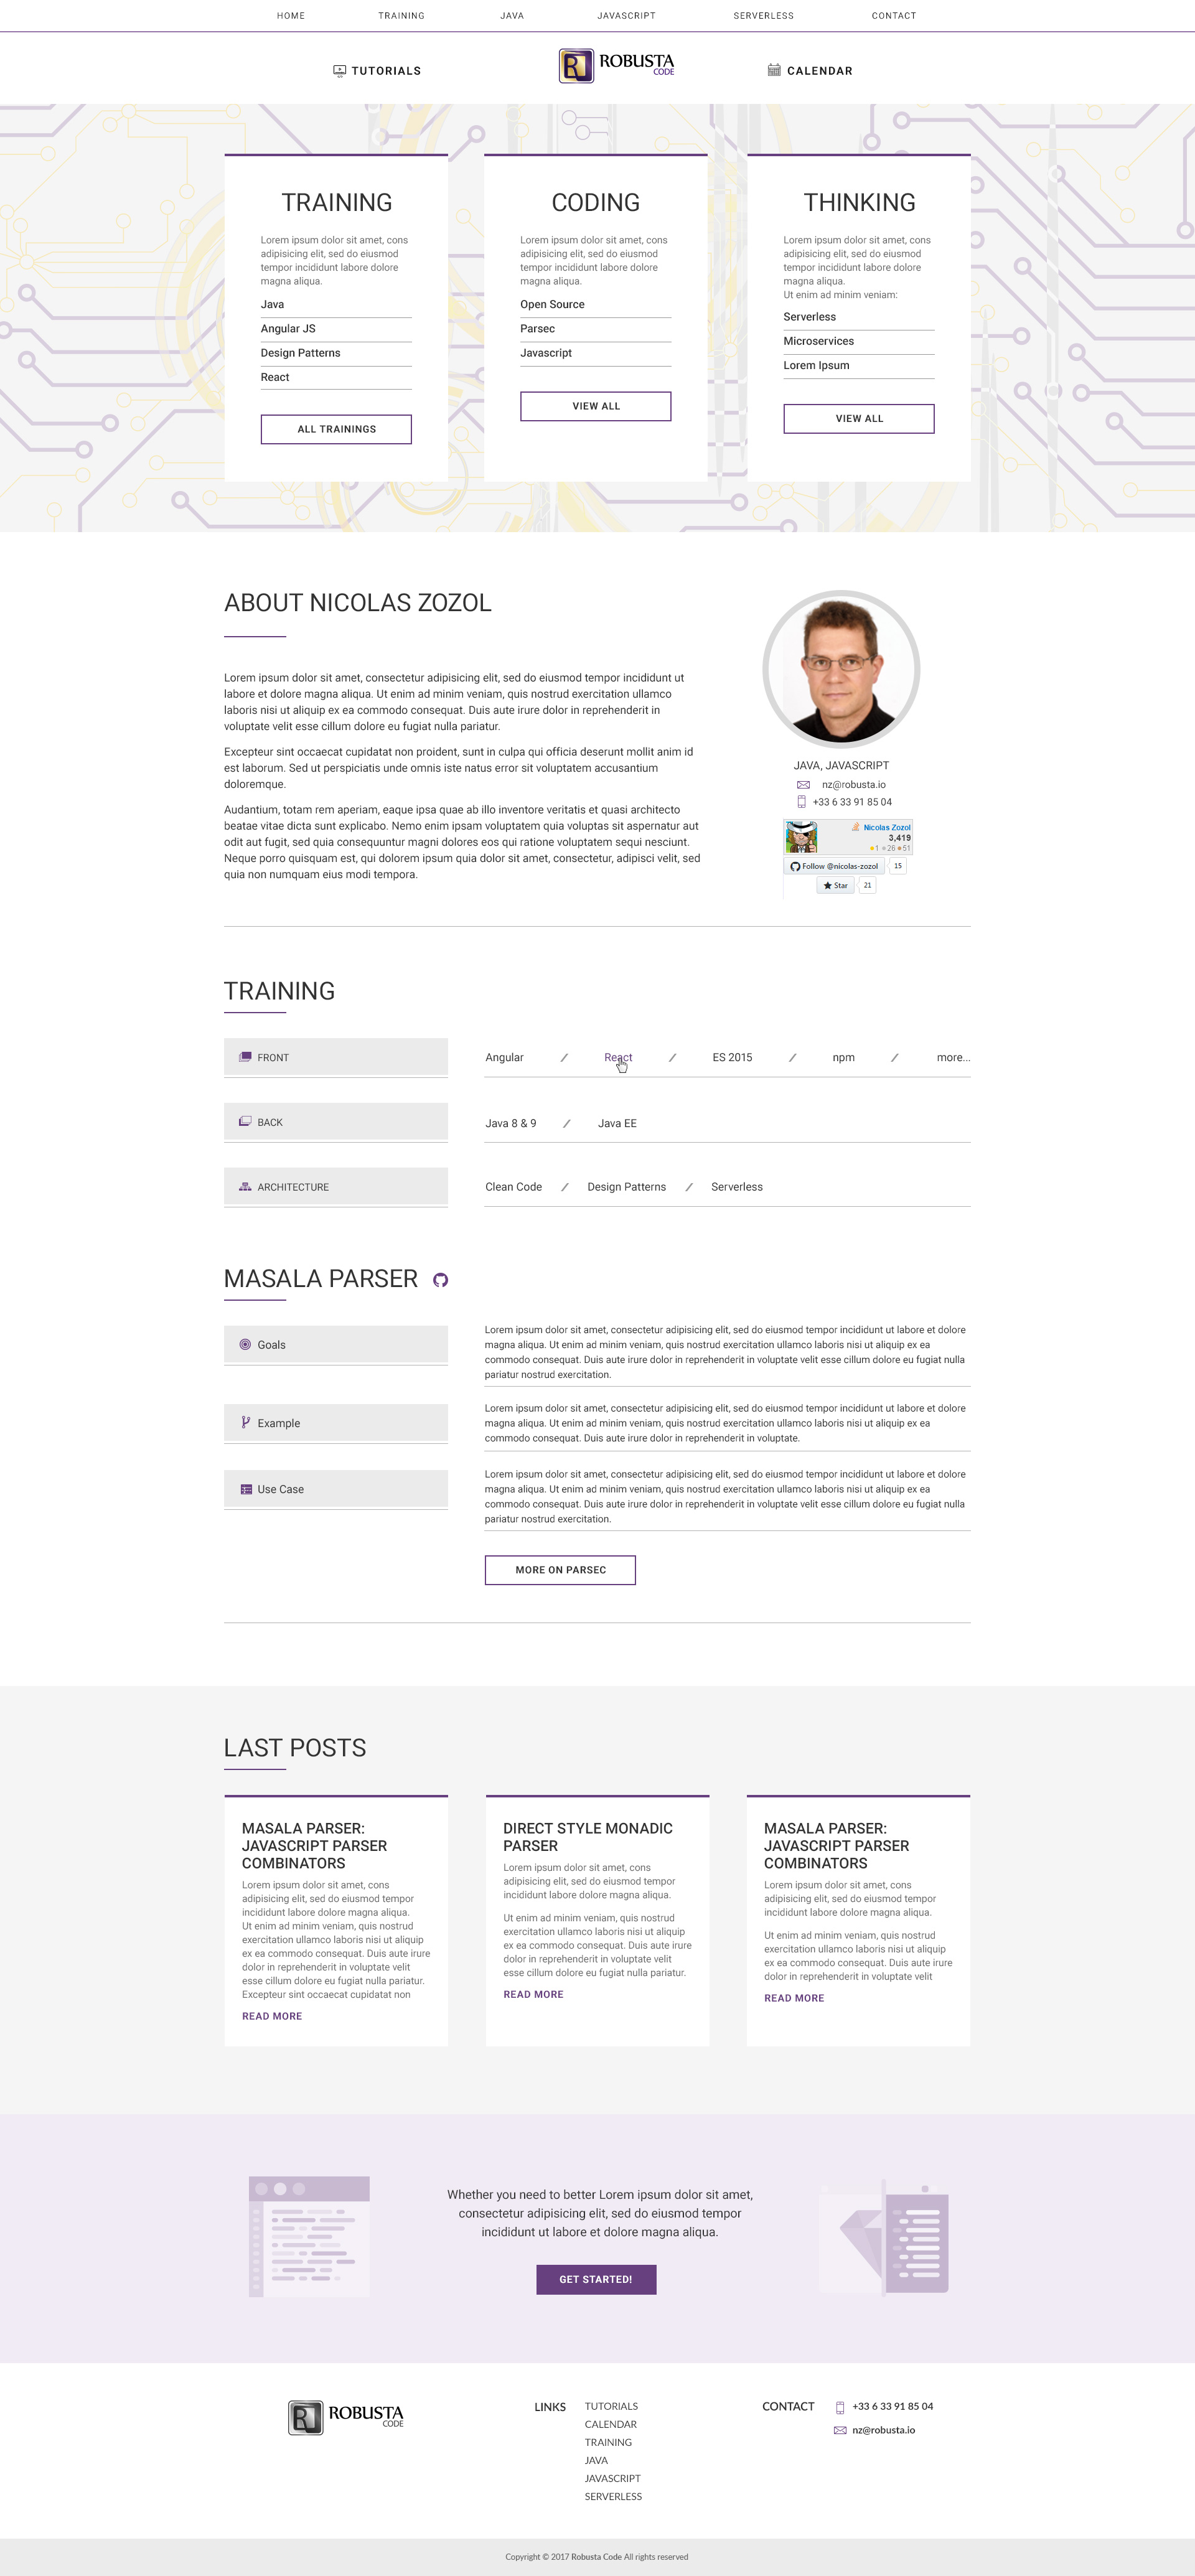 HOME TRAINING JAVA JAVASCRIPT SERVERLESS CONTACT
TUTORIALS
R ROBUSTA
CODE
CALENDAR
TRAINING
Lorem ipsum dolor sit amet, cons
adipisicing elit, sed do eiusmod
tempor incididunt labore dolore
magna aliqua.
Java
Angular JS
Design Patterns
React
ALL TRAININGS
CODING
Lorem ipsum dolor sit amet, cons
adipisicing elit, sed do eiusmod
tempor incididunt labore dolore
magna aliqua.
Open Source
Parsec
Javascript
VIEW ALL
THINKING
Lorem ipsum dolor sit amet, cons
adipisicing elit, sed do eiusmod
tempor incididunt labore dolore
magna aliqua.
Ut enim ad minim veniam:
Serverless
Microservices
Lorem Ipsum
VIEW ALL
ABOUT NICOLAS ZOZOL
Lorem ipsum dolor sit amet, consectetur adipisicing elit, sed do eiusmod tempor incididunt ut
labore et dolore magna aliqua. Ut enim ad minim veniam, quis nostrud exercitation ullamco
laboris nisi ut aliquip ex ea commodo consequat. Duis aute irure dolor in reprehenderit in
voluptate velit esse cillum dolore eu fugiat nulla pariatur.
Excepteur sint occaecat cupidatat non proident, sunt in culpa qui officia deserunt mollit anim id
est laborum. Sed ut perspiciatis unde omnis iste natus error sit voluptatem accusantium
doloremque.
Audantium, totam rem aperiam, eaque ipsa quae ab illo inventore veritatis et quasi architecto
beatae vitae dicta sunt explicabo. Nemo enim ipsam voluptatem quia voluptas sit aspernatur aut
odit aut fugit, sed quia consequuntur magni dolores eos qui ratione voluptatem sequi nesciunt.
Neque porro quisquam est, qui dolorem ipsum quia dolor sit amet, consectetur, adipisci velit, sed
quia non numquam eius modi tempora.
JAVA, JAVASCRIPT
nz@robusta.io
+33 6 33 91 85 04
Nicolas Zozol
3,419
1 26 51
Follow @nicolas-zozol 15
Star 21
TRAINING
FRONT
Angular / React / ES 2015 / npm / more...
BACK
Java 8 & 9 / Java EE
ARCHITECTURE
Clean Code / Design Patterns / Serverless
MASALA PARSER
Goals
Lorem ipsum dolor sit amet, consectetur adipisicing elit, sed do eiusmod tempor incididunt ut labore et dolore
magna aliqua. Ut enim ad minim veniam, quis nostrud exercitation ullamco laboris nisi ut aliquip ex ea
commodo consequat. Duis aute irure dolor in reprehenderit in voluptate velit esse cillum dolore eu fugiat nulla
pariatur nostrud exercitation.
Example
Lorem ipsum dolor sit amet, consectetur adipisicing elit, sed do eiusmod tempor incididunt ut labore et dolore
magna aliqua. Ut enim ad minim veniam, quis nostrud exercitation ullamco laboris nisi ut aliquip ex ea
commodo consequat. Duis aute irure dolor in reprehenderit in voluptate.
Use Case
Lorem ipsum dolor sit amet, consectetur adipisicing elit, sed do eiusmod tempor incididunt ut labore et dolore
magna aliqua. Ut enim ad minim veniam, quis nostrud exercitation ullamco laboris nisi ut aliquip ex ea
commodo consequat. Duis aute irure dolor in reprehenderit in voluptate velit esse cillum dolore eu fugiat nulla
pariatur nostrud exercitation.
MORE ON PARSEC
LAST POSTS
MASALA PARSER:
JAVASCRIPT PARSER
COMBINATORS
Lorem ipsum dolor sit amet, cons
adipisicing elit, sed do eiusmod tempor
incididunt labore dolore magna aliqua.
Ut enim ad minim veniam, quis nostrud
exercitation ullamco laboris nisi ut aliquip
ex ea commodo consequat. Duis aute irure
dolor in reprehenderit in voluptate velit
esse cillum dolore eu fugiat nulla pariatur.
Excepteur sint occaecat cupidatat non
READ MORE
DIRECT STYLE MONADIC
PARSER
Lorem ipsum dolor sit amet, cons
adipisicing elit, sed do eiusmod tempor
incididunt labore dolore magna aliqua.
Ut enim ad minim veniam, quis nostrud
exercitation ullamco laboris nisi ut aliquip
ex ea commodo consequat. Duis aute irure
dolor in reprehenderit in voluptate velit
esse cillum dolore eu fugiat nulla pariatur.
READ MORE
MASALA PARSER:
JAVASCRIPT PARSER
COMBINATORS
Lorem ipsum dolor sit amet, cons
adipisicing elit, sed do eiusmod tempor
incididunt labore dolore magna aliqua.
Ut enim ad minim veniam, quis nostrud
exercitation ullamco laboris nisi ut aliquip
ex ea commodo consequat. Duis aute irure
dolor in reprehenderit in voluptate velit
READ MORE
Whether you need to better Lorem ipsum dolor sit amet,
consectetur adipisicing elit, sed do eiusmod tempor
incididunt ut labore et dolore magna aliqua.
GET STARTED!
R ROBUSTA
CODE
LINKS
TUTORIALS
CALENDAR
TRAINING
JAVA
JAVASCRIPT
SERVERLESS
CONTACT
+33 6 33 91 85 04
nz@robusta.io
Copyright © 2017 Robusta Code All rights reserved